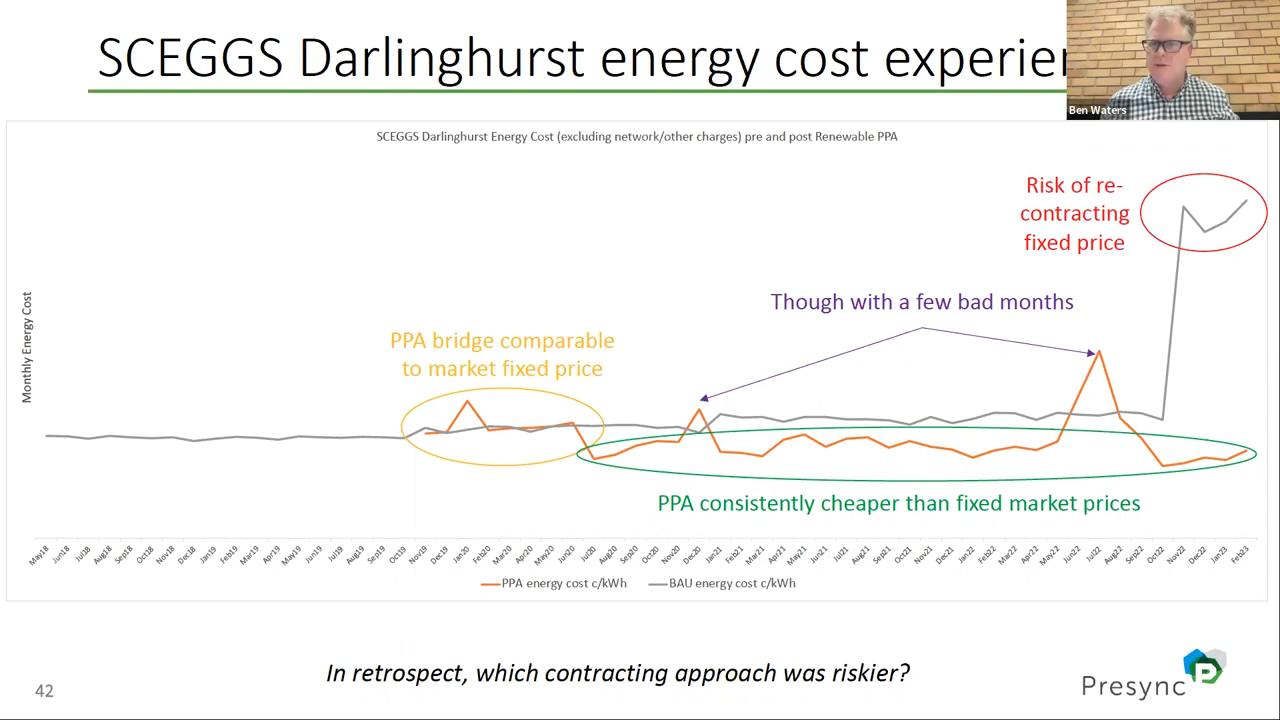 SCEGGS Darlinghurst energy cost experien
Ben Waters
SCEGGS Darlinghurst Energy Cost (excluding network/other charges) pre and post Renewable PPA
Risk of re-
contracting
fixed price
Though with a few bad months
PPA bridge comparable
to market fixed price
Monthly Energy Cost
PPA consistently cheaper than fixed market prices
May18 Jun18 Jul18 Aug18 Sep18 Oct18 Nov18 Dec18 Jan19 Feb19 Mar19 Apr19 May19 Jun19 Jul19 Aug19 Sep19 Oct19 Nov19 Dec19 Jan20 Feb20 Mar20 Apr20 May20 Jun20 Jul20 Aug20 Sep20 Oct20 Nov20 Dec20 Jan21 Feb21 Mar21 Apr21 May21 Jun21 Jul21 Aug21 Sep21 Oct21 Nov21 Dec21 Jan22 Feb22 Mar22 Apr22 May22 Jun22 Jul22 Aug22 Sep22 Oct22 Nov22 Dec22 Jan23 Feb23
PPA energy cost c/kWh BAU energy cost c/kWh
In retrospect, which contracting approach was riskier?
42
Presync